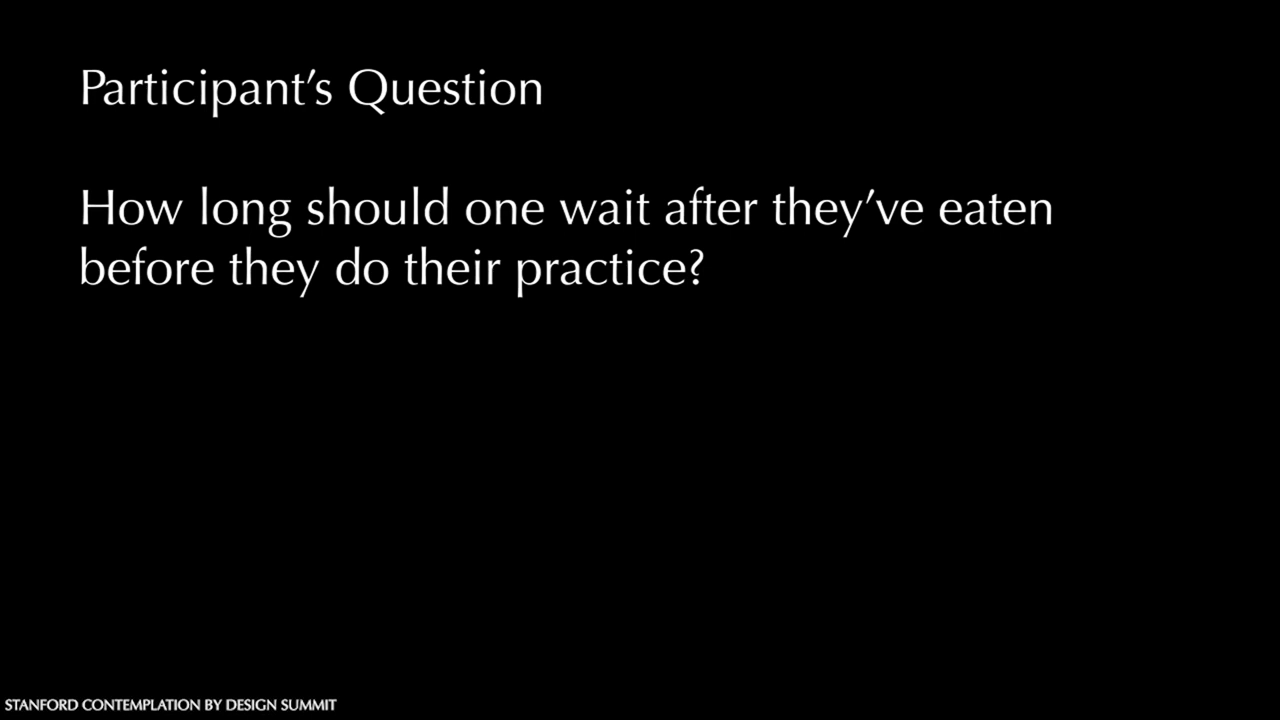 Participant’s Question
How long should one wait after they’ve eaten
before they do their practice?
STANFORD CONTEMPLATION BY DESIGN SUMMIT